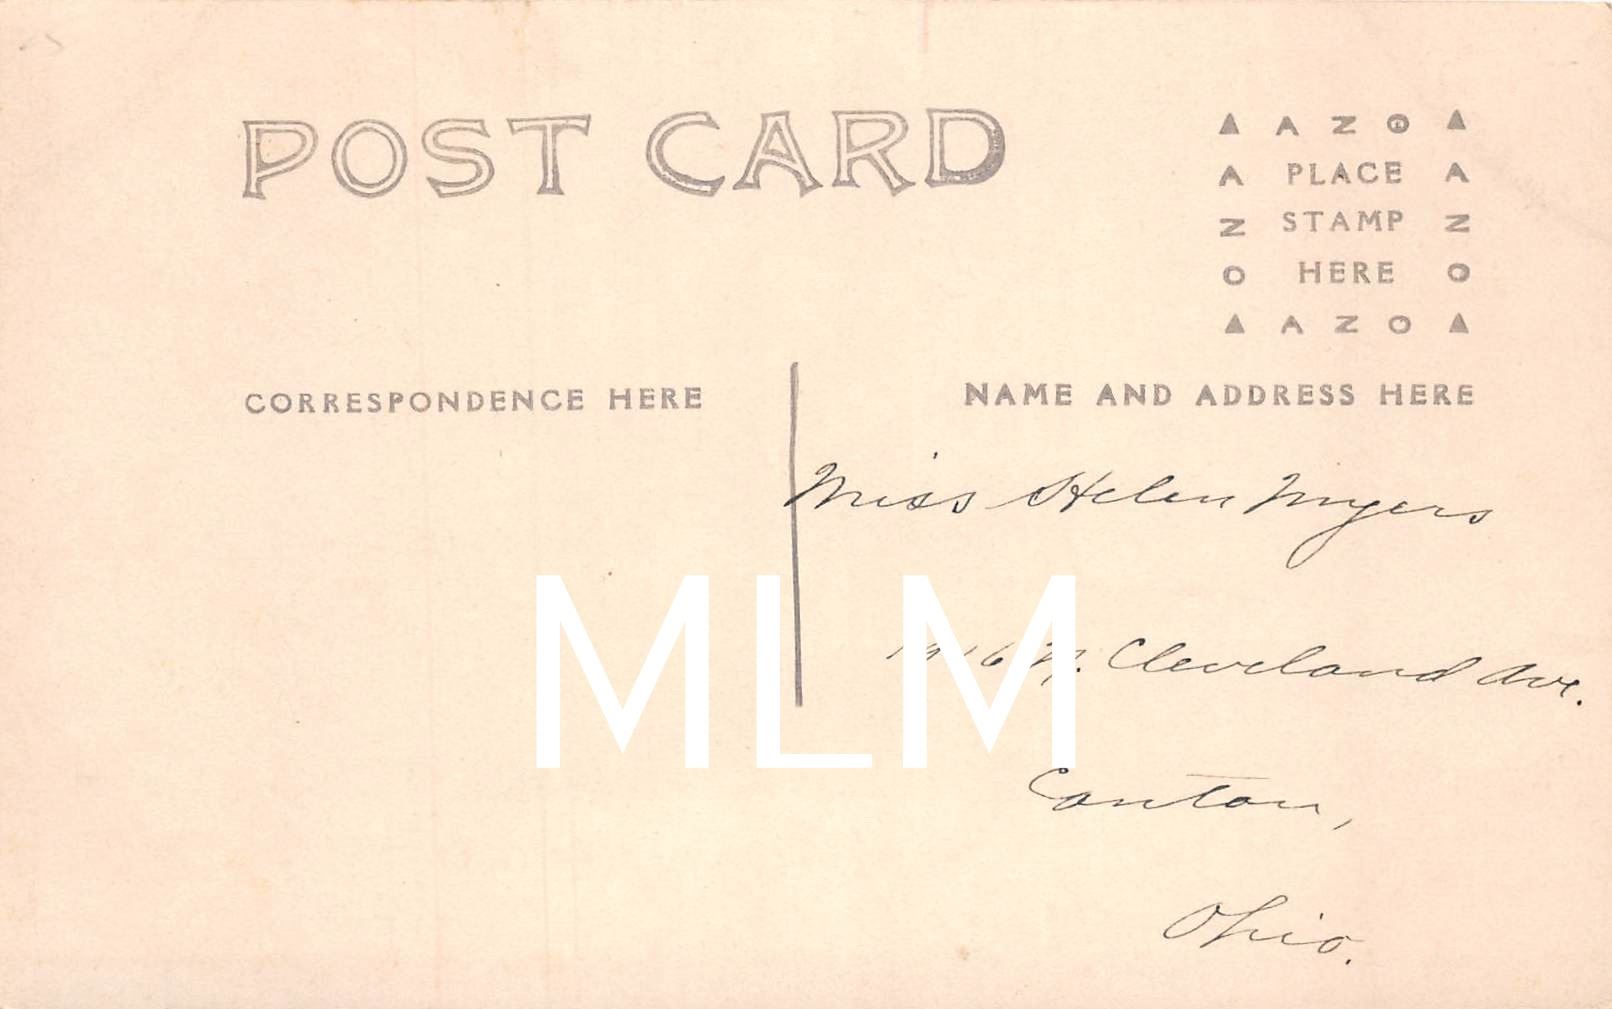 POST CARD
AZO
A PLACE A
N STAMP N
O HERE O
AZO
CORRESPONDENCE HERE
NAME AND ADDRESS HERE
Miss Helen Myers
N. Cleveland Ave.
MLM
Canton,
Ohio.